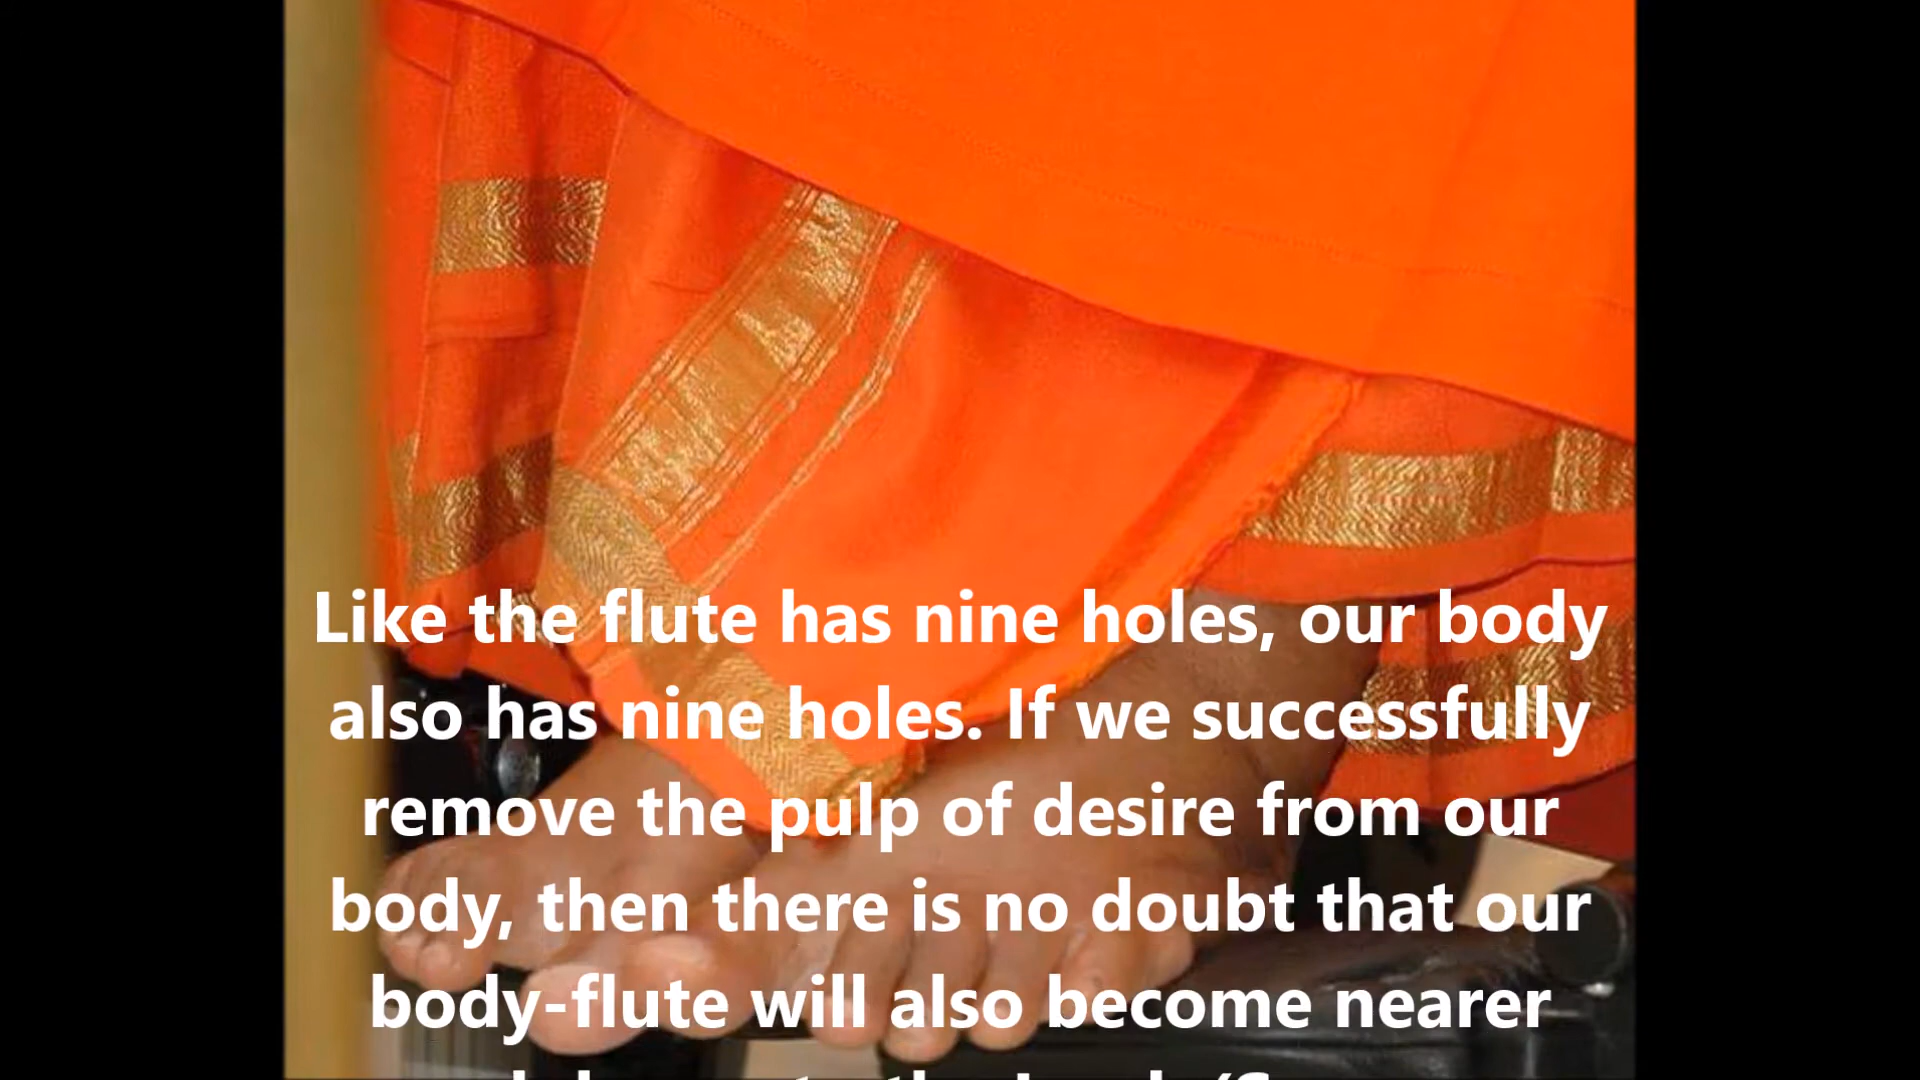 Like the flute has nine holes, our body
also has nine holes. If we successfully
remove the pulp of desire from our
body, then there is no doubt that our
body-flute will also become nearer